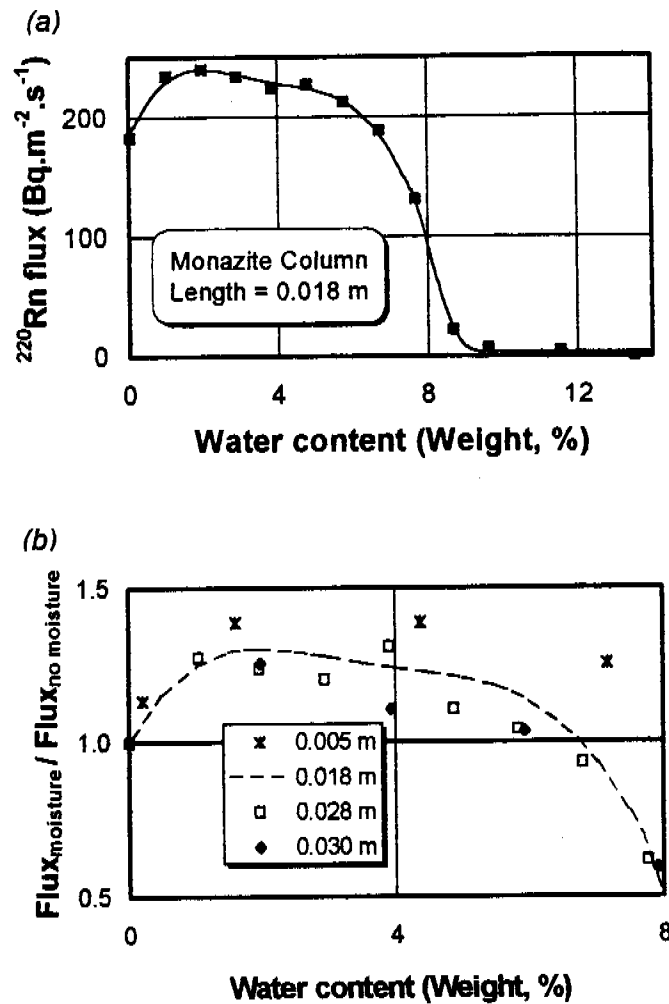 (a)
²²⁰Rn flux (Bq.m⁻².s⁻¹)
200
100
0
Monazite Column
Length = 0.018 m
0 4 8 12
Water content (Weight, %)
(b)
Fluxmoisture / Fluxno moisture
1.5
1.0
0.5
0.005 m
0.018 m
0.028 m
0.030 m
0 4 8
Water content (Weight, %)